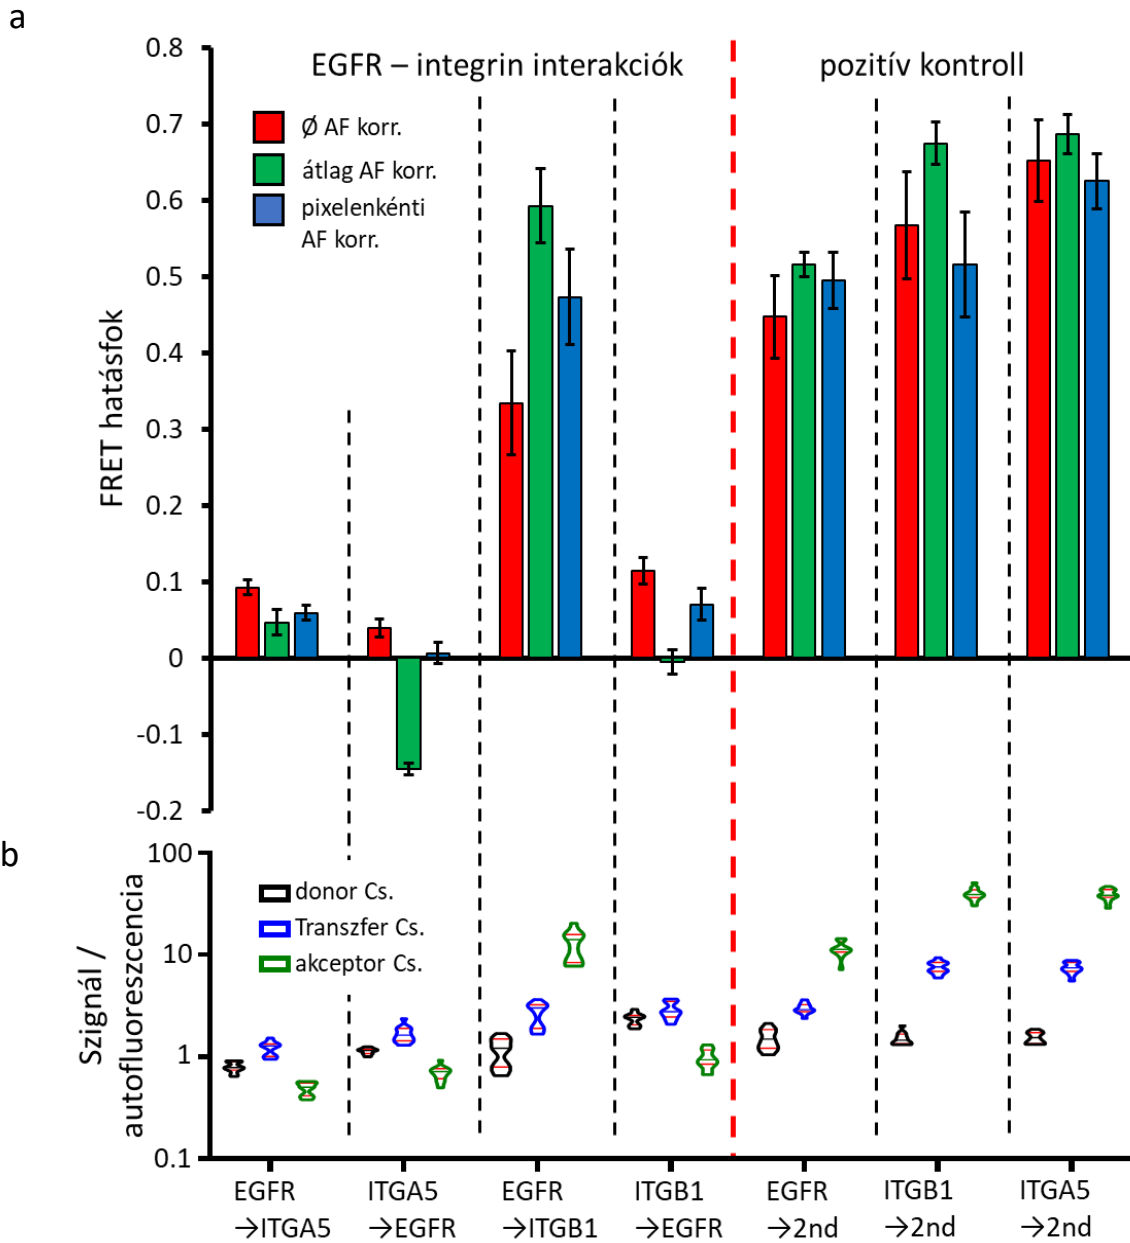 a
EGFR – integrin interakciók
pozitív kontroll
Ø AF korr.
átlag AF korr.
pixelenkénti
AF korr.
FRET hatásfok
0.8
0.7
0.6
0.5
0.4
0.3
0.2
0.1
0
-0.1
-0.2
b
donor Cs.
Transzfer Cs.
akceptor Cs.
Szignál /
autofluoreszcencia
100
10
1
0.1
EGFR
→ITGA5
ITGA5
→EGFR
EGFR
→ITGB1
ITGB1
→EGFR
EGFR
→2nd
ITGB1
→2nd
ITGA5
→2nd